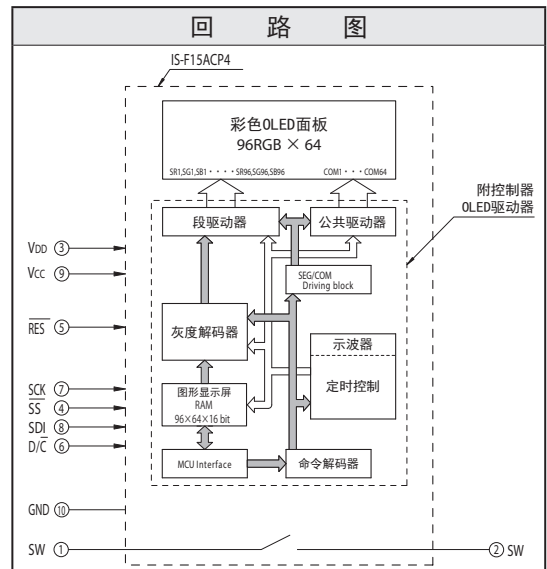 回 路 图
IS-F15ACP4
彩色OLED面板
96RGB × 64
SR1,SG1,SB1・・・・SR96,SG96,SB96 COM1・・・COM64
附控制器
OLED驱动器
段驱动器
公共驱动器
VDD ③
VCC ⑨
SEG/COM
Driving block
RES ⑤
灰度解码器
示波器
定时控制
SCK ⑦
SS ④
SDI ⑧
D/C ⑥
图形显示屏
RAM
96×64×16 bit
MCU Interface
命令解码器
GND ⑩
SW ①
② SW